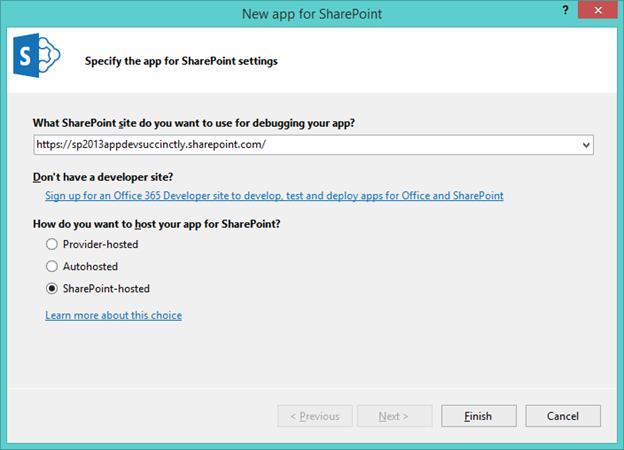 New app for SharePoint
?
S
Specify the app for SharePoint settings
What SharePoint site do you want to use for debugging your app?
https://sp2013appdevsuccinctly.sharepoint.com/
Don't have a developer site?
Sign up for an Office 365 Developer site to develop, test and deploy apps for Office and SharePoint
How do you want to host your app for SharePoint?
Provider-hosted
Autohosted
SharePoint-hosted
Learn more about this choice
< Previous
Next >
Finish
Cancel